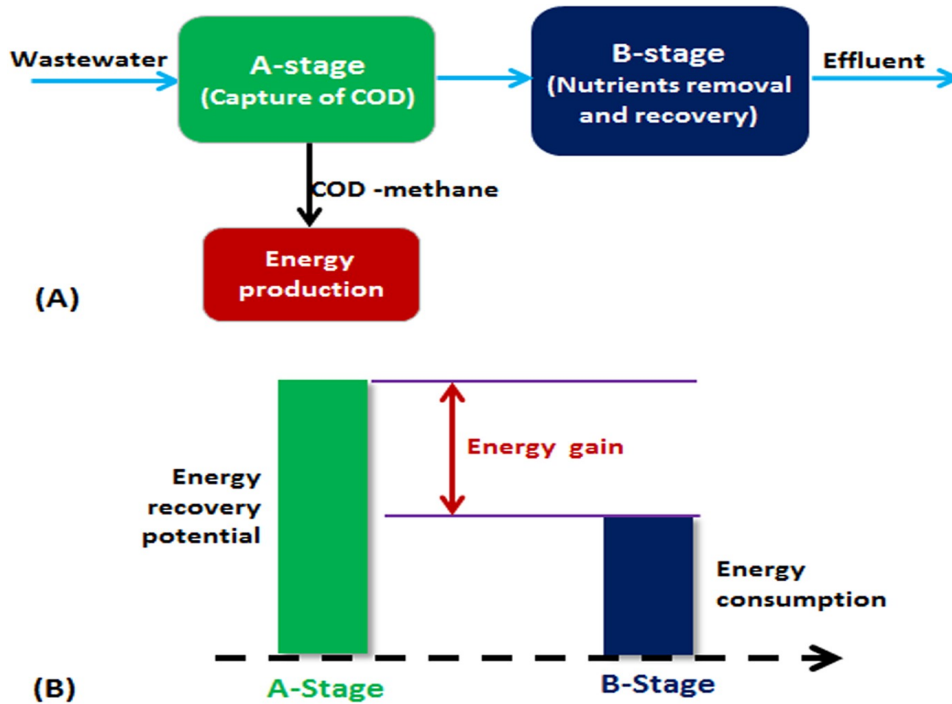 Wastewater
A-stage
(Capture of COD)
B-stage
(Nutrients removal
and recovery)
Effluent
COD -methane
Energy
production
(A)
Energy gain
Energy
recovery
potential
Energy
consumption
(B)
A-Stage
B-Stage